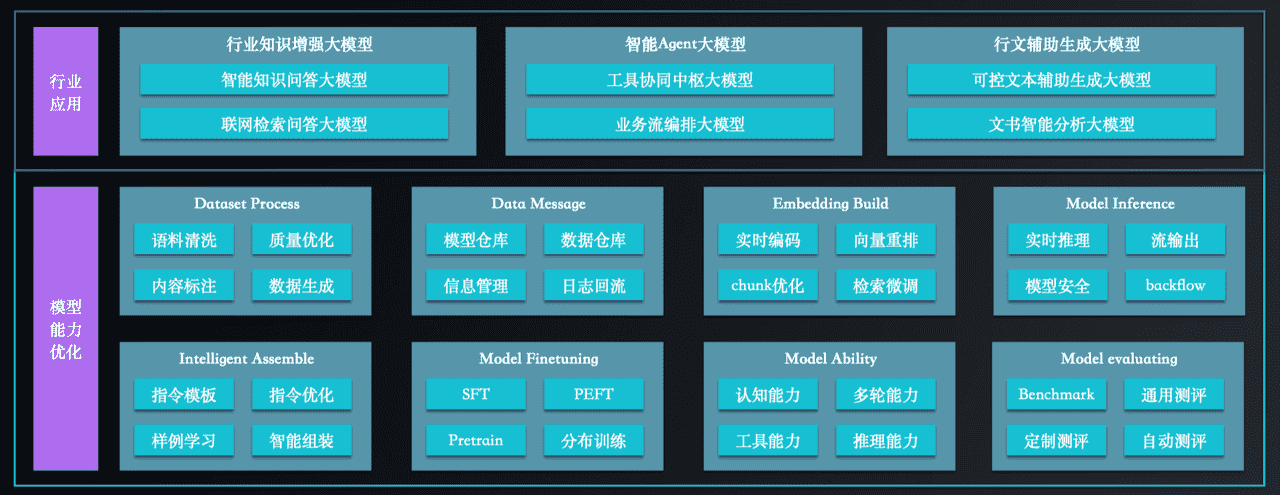 行业
应用
行业知识增强大模型
智能知识问答大模型
联网检索问答大模型
智能Agent大模型
工具协同中枢大模型
业务流编排大模型
行文辅助生成大模型
可控文本辅助生成大模型
文书智能分析大模型
模型
能力
优化
Dataset Process
语料清洗
质量优化
内容标注
数据生成
Data Message
模型仓库
数据仓库
信息管理
日志回流
Embedding Build
实时编码
向量重排
chunk优化
检索微调
Model Inference
实时推理
流输出
模型安全
backflow
Intelligent Assemble
指令模板
指令优化
样例学习
智能组装
Model Finetuning
SFT
PEFT
Pretrain
分布训练
Model Ability
认知能力
多轮能力
工具能力
推理能力
Model evaluating
Benchmark
通用测评
定制测评
自动测评